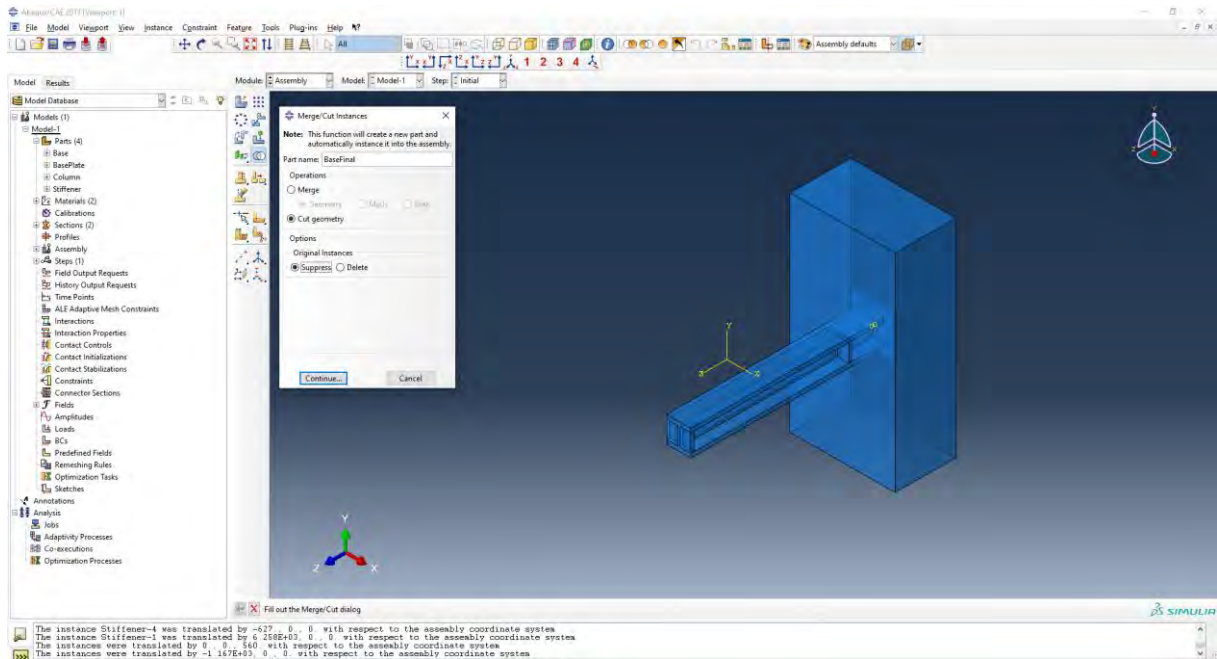 Abaqus/CAE 2017 [Viewport: 1]
File Model Viewport View Instance Constraint Feature Tools Plug-ins Help
All
Assembly defaults
1 2 3 4
Model Results
Module: Assembly Model: Model-1 Step: Initial
Model Database
Models (1)
Model-1
Parts (4)
Base
BasePlate
Column
Stiffener
Materials (2)
Calibrations
Sections (2)
Profiles
Assembly
Steps (1)
Field Output Requests
History Output Requests
Time Points
ALE Adaptive Mesh Constraints
Interactions
Interaction Properties
Contact Controls
Contact Initializations
Contact Stabilizations
Constraints
Connector Sections
Fields
Amplitudes
Loads
BCs
Predefined Fields
Remeshing Rules
Optimization Tasks
Sketches
Annotations
Analysis
Jobs
Adaptivity Processes
Co-executions
Optimization Processes
Merge/Cut Instances
Note: This function will create a new part and
automatically instance it into the assembly.
Part name: BaseFinal
Operations
Merge
Geometry Mesh Both
Cut geometry
Options
Original Instances
Suppress Delete
Continue... Cancel
Y
Z X
Y
Z X
Fill out the Merge/Cut dialog
SIMULIA
The instance Stiffener-4 was translated by -627., 0., 0. with respect to the assembly coordinate system
The instance Stiffener-1 was translated by 6.258E+03, 0., 0. with respect to the assembly coordinate system
The instances were translated by 0., 0., 560. with respect to the assembly coordinate system
The instances were translated by -1.167E+03, 0., 0. with respect to the assembly coordinate system